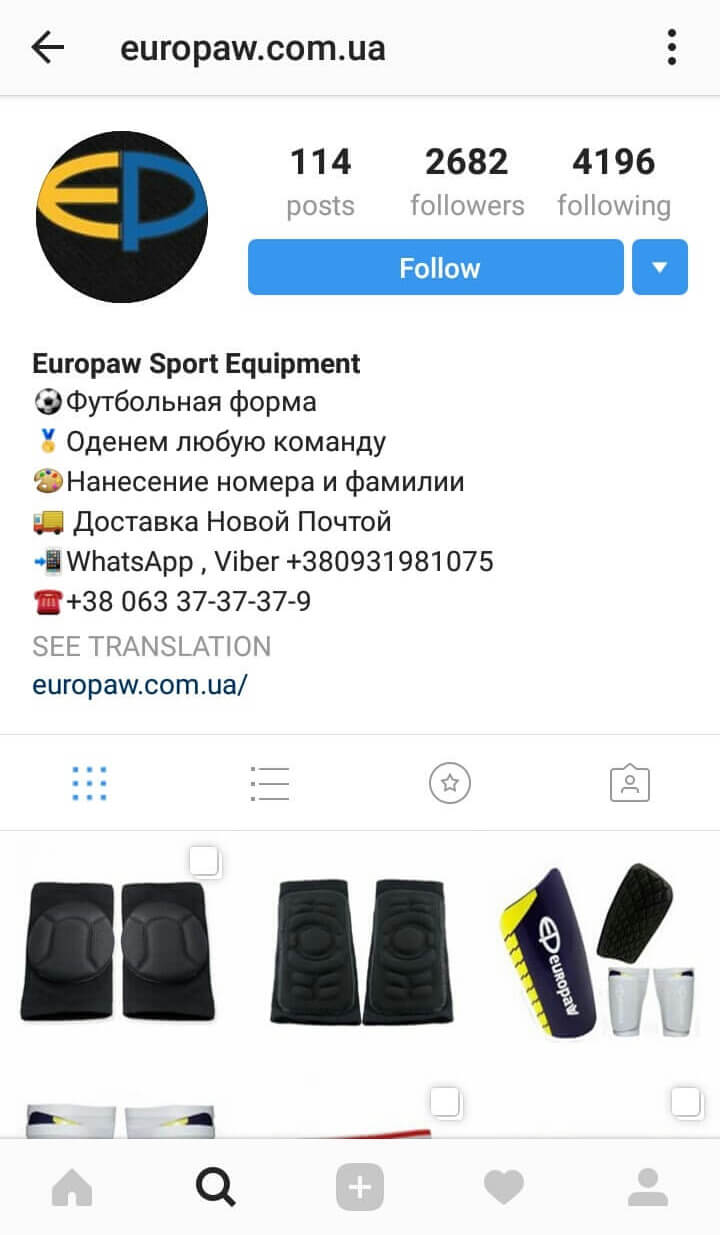 europaw.com.ua
114 2682 4196
posts followers following
Follow
Europaw Sport Equipment
⚽Футбольная форма
🏅 Оденем любую команду
🎨Нанесение номера и фамилии
🚚 Доставка Новой Почтой
📲WhatsApp , Viber +380931981075
☎+38 063 37-37-37-9
SEE TRANSLATION
europaw.com.ua/
EP EUROPAW